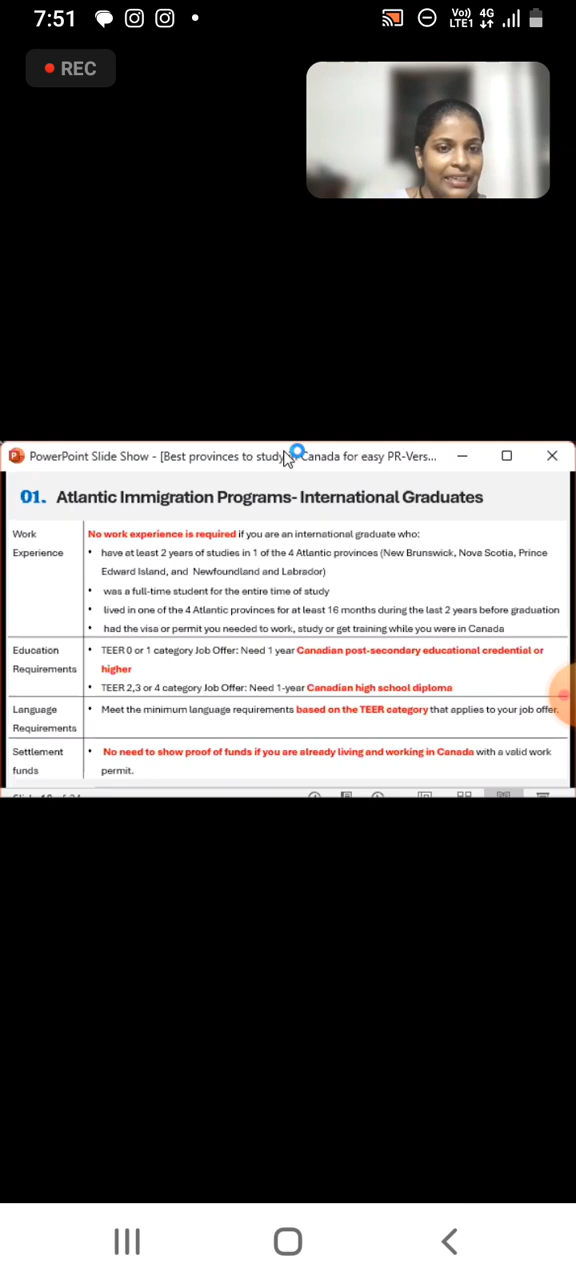 7:51
Vo))
LTE1
4G
REC
PowerPoint Slide Show - [Best provinces to study Canada for easy PR-Vers...
01. Atlantic Immigration Programs- International Graduates
Work
Experience
No work experience is required if you are an international graduate who:
• have at least 2 years of studies in 1 of the 4 Atlantic provinces (New Brunswick, Nova Scotia, Prince
Edward Island, and Newfoundland and Labrador)
• was a full-time student for the entire time of study
• lived in one of the 4 Atlantic provinces for at least 16 months during the last 2 years before graduation
• had the visa or permit you needed to work, study or get training while you were in Canada
Education
Requirements
• TEER 0 or 1 category Job Offer: Need 1 year Canadian post-secondary educational credential or
higher
• TEER 2,3 or 4 category Job Offer: Need 1-year Canadian high school diploma
Language
Requirements
• Meet the minimum language requirements based on the TEER category that applies to your job offer.
Settlement
funds
• No need to show proof of funds if you are already living and working in Canada with a valid work
permit.